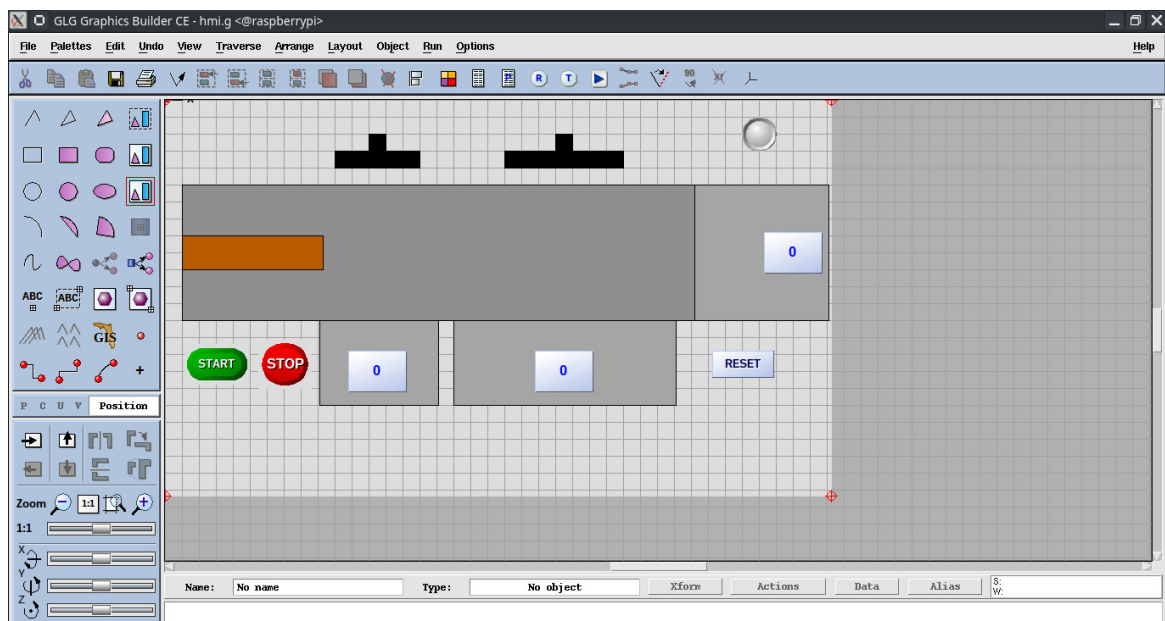 GLG Graphics Builder CE - hmi.g <@raspberrypi>
File Palettes Edit Undo View Traverse Arrange Layout Object Run Options Help
R T
90
0
ABC ABC
GIS
START STOP 0 0 RESET
P C U V Position
Zoom 1:1
1:1
X
Y
Z
Name: No name Type: No object Xform Actions Data Alias S:
W: